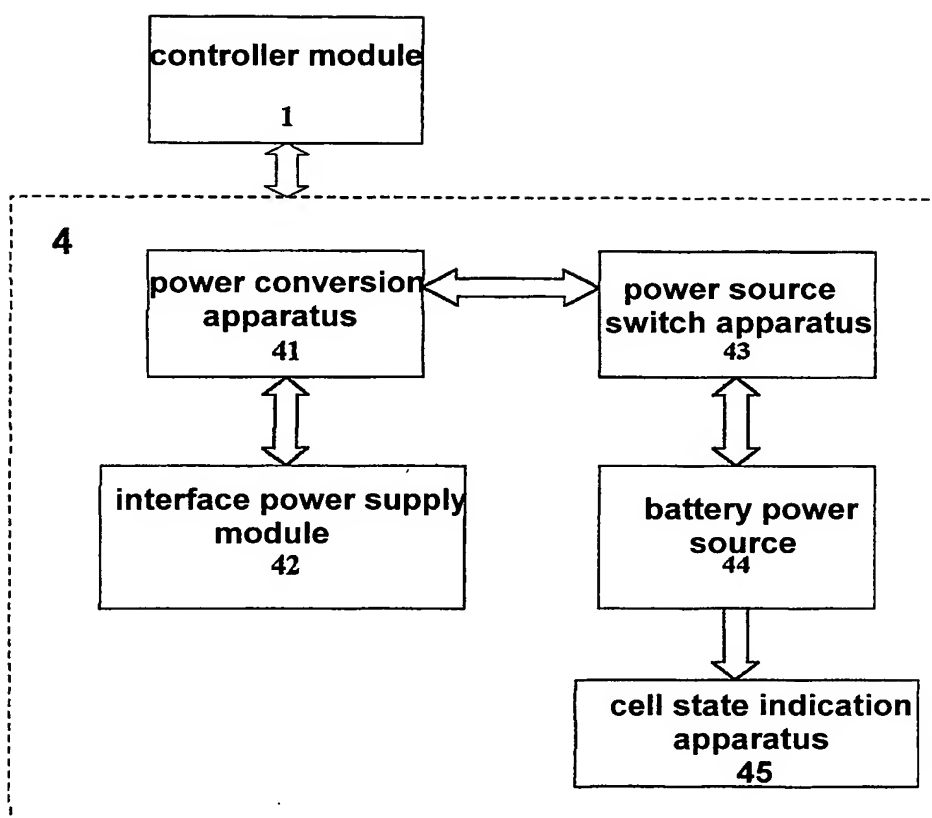 controller module
1
4
power conversion
apparatus
41
power source
switch apparatus
43
interface power supply
module
42
battery power
source
44
cell state indication
apparatus
45